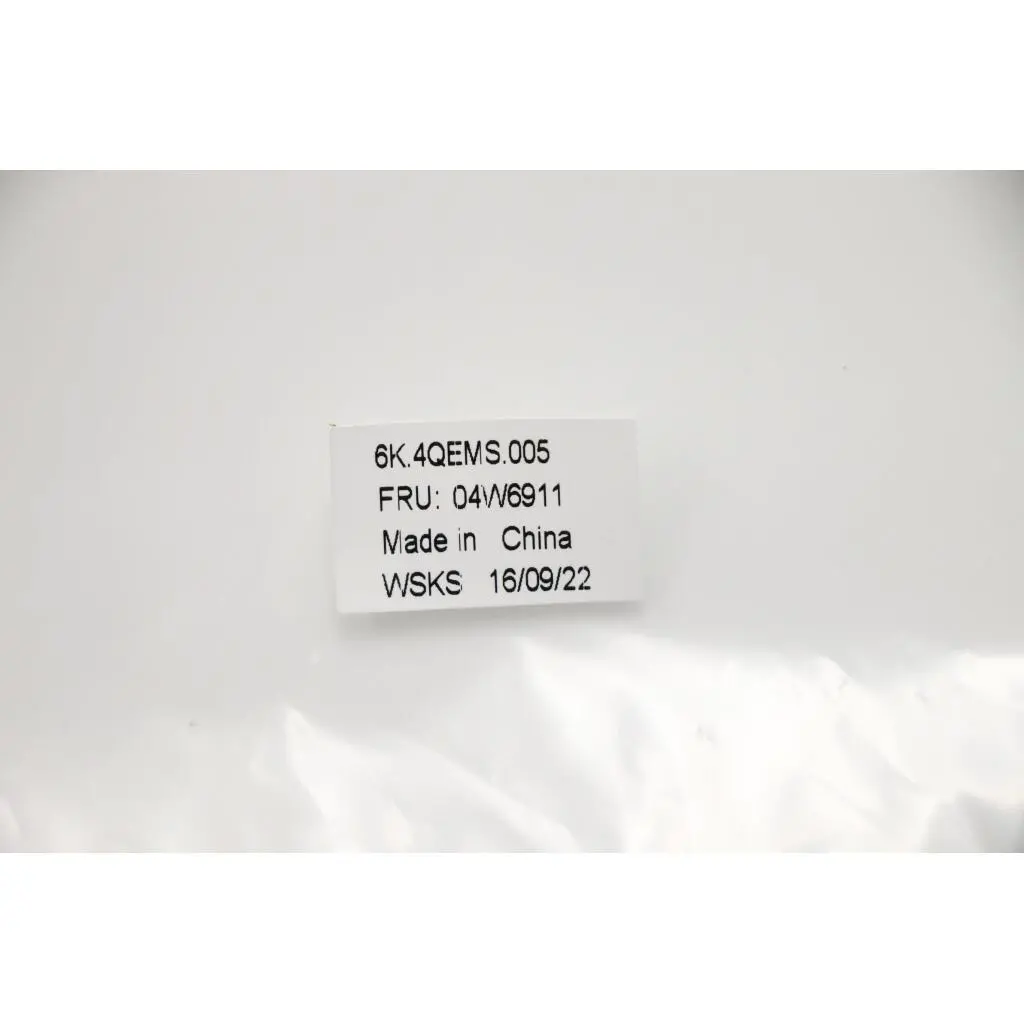 6K.4QEMS.005
FRU: 04W6911
Made in China
WSKS 16/09/22